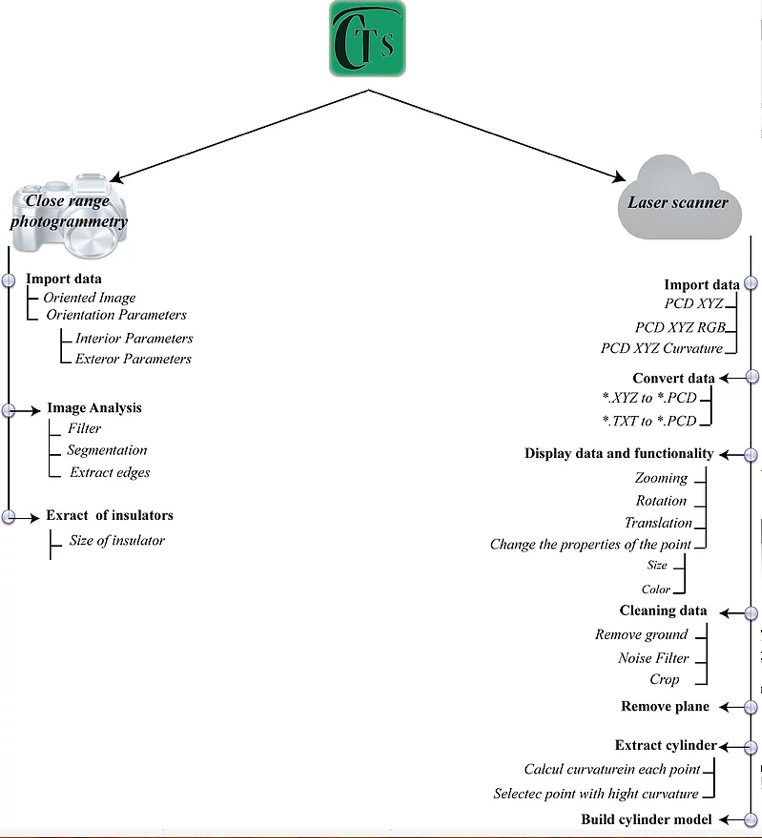 CTs
Close range
photogrammetry
Import data
Oriented Image
Orientation Parameters
Interior Parameters
Exteror Parameters
Image Analysis
Filter
Segmentation
Extract edges
Exract of insulators
Size of insulator
Laser scanner
Import data
PCD XYZ
PCD XYZ RGB
PCD XYZ Curvature
Convert data
*.XYZ to *.PCD
*.TXT to *.PCD
Display data and functionality
Zooming
Rotation
Translation
Change the properties of the point
Size
Color
Cleaning data
Remove ground
Noise Filter
Crop
Remove plane
Extract cylinder
Calcul curvaturein each point
Selectec point with hight curvature
Build cylinder model